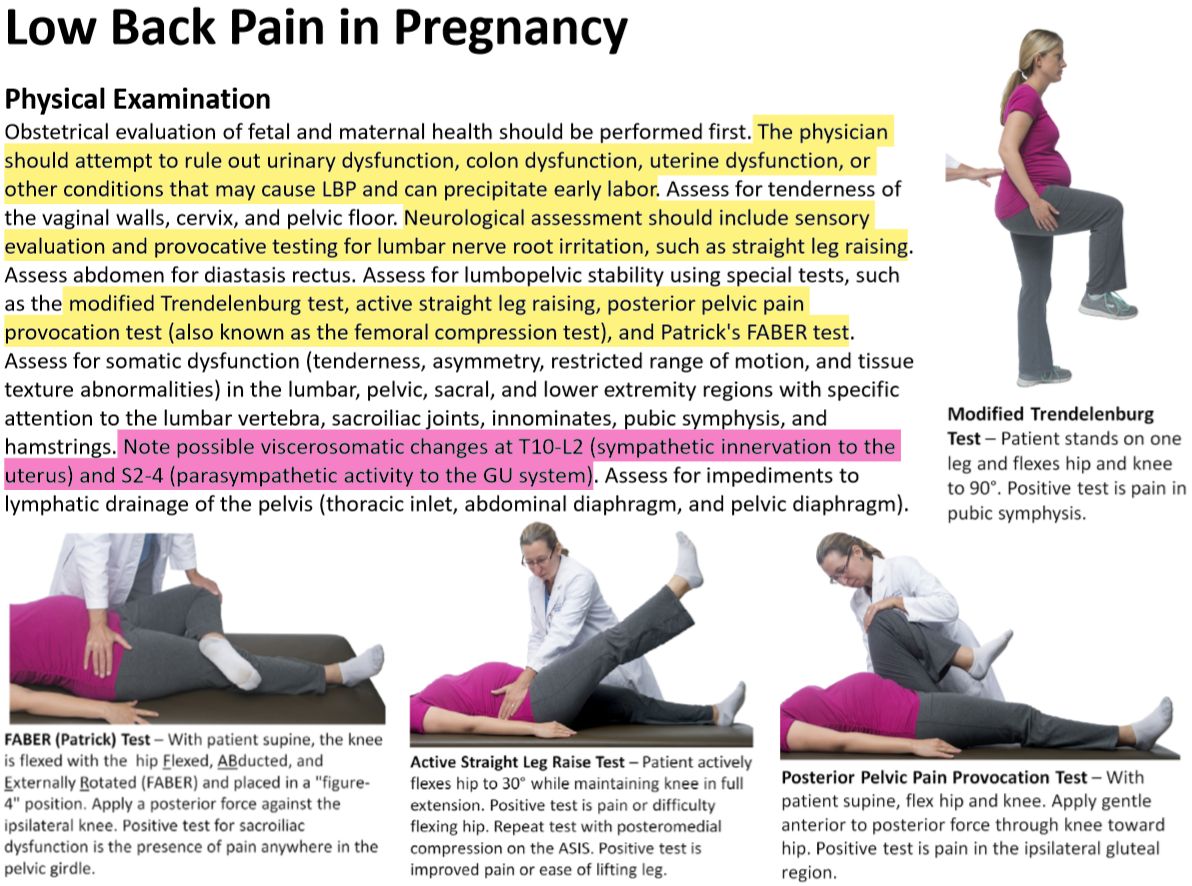 Low Back Pain in Pregnancy
Physical Examination
Obstetrical evaluation of fetal and maternal health should be performed first. The physician
should attempt to rule out urinary dysfunction, colon dysfunction, uterine dysfunction, or
other conditions that may cause LBP and can precipitate early labor. Assess for tenderness of
the vaginal walls, cervix, and pelvic floor. Neurological assessment should include sensory
evaluation and provocative testing for lumbar nerve root irritation, such as straight leg raising.
Assess abdomen for diastasis rectus. Assess for lumbopelvic stability using special tests, such
as the modified Trendelenburg test, active straight leg raising, posterior pelvic pain
provocation test (also known as the femoral compression test), and Patrick's FABER test.
Assess for somatic dysfunction (tenderness, asymmetry, restricted range of motion, and tissue
texture abnormalities) in the lumbar, pelvic, sacral, and lower extremity regions with specific
attention to the lumbar vertebra, sacroiliac joints, innominates, pubic symphysis, and
hamstrings. Note possible viscerosomatic changes at T10-L2 (sympathetic innervation to the
uterus) and S2-4 (parasympathetic activity to the GU system). Assess for impediments to
lymphatic drainage of the pelvis (thoracic inlet, abdominal diaphragm, and pelvic diaphragm).
Modified Trendelenburg
Test – Patient stands on one
leg and flexes hip and knee
to 90°. Positive test is pain in
pubic symphysis.
FABER (Patrick) Test – With patient supine, the knee
is flexed with the hip Flexed, ABducted, and
Externally Rotated (FABER) and placed in a "figure-
4" position. Apply a posterior force against the
ipsilateral knee. Positive test for sacroiliac
dysfunction is the presence of pain anywhere in the
pelvic girdle.
Active Straight Leg Raise Test – Patient actively
flexes hip to 30° while maintaining knee in full
extension. Positive test is pain or difficulty
flexing hip. Repeat test with posteromedial
compression on the ASIS. Positive test is
improved pain or ease of lifting leg.
Posterior Pelvic Pain Provocation Test – With
patient supine, flex hip and knee. Apply gentle
anterior to posterior force through knee toward
hip. Positive test is pain in the ipsilateral gluteal
region.